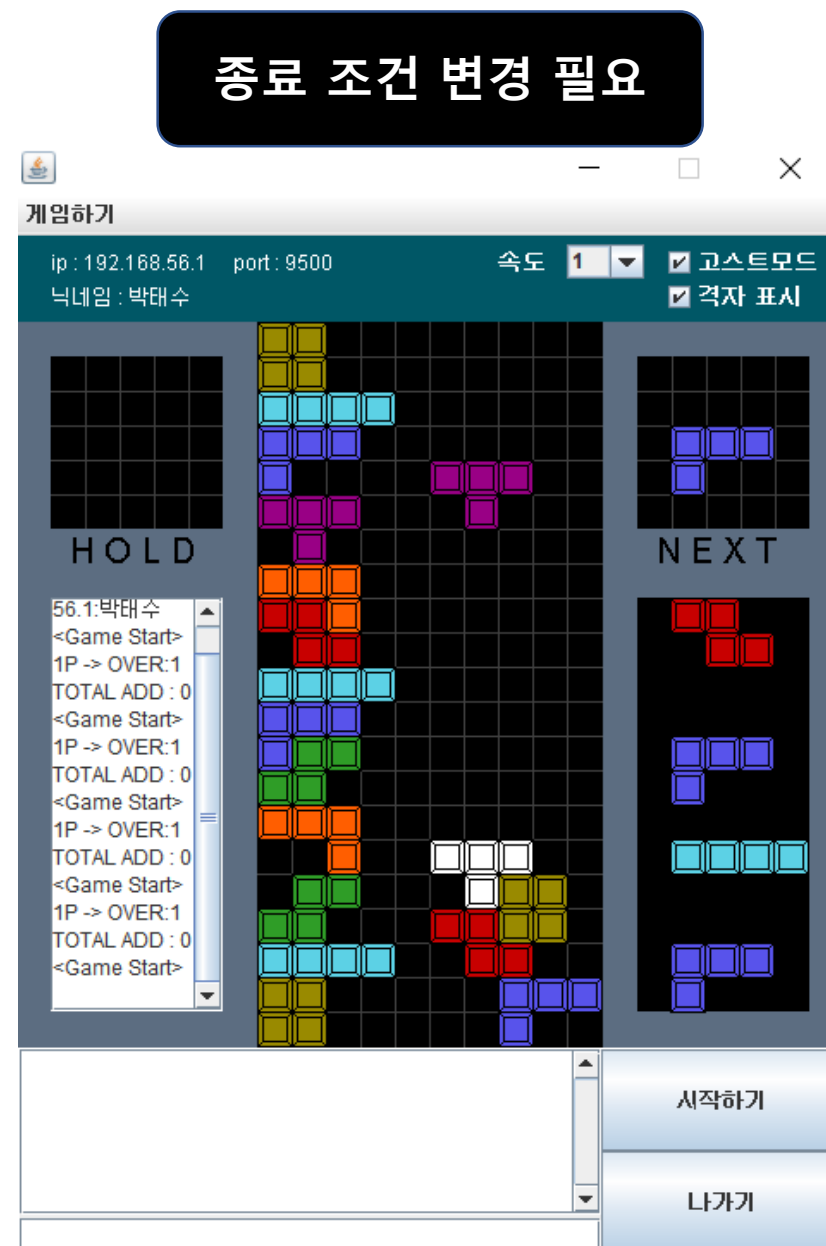 종료 조건 변경 필요
게임하기
ip : 192.168.56.1 port : 9500 속도 1 고스트모드
닉네임 : 박태수 격자 표시
HOLD
NEXT
56.1:박태수
<Game Start>
1P -> OVER:1
TOTAL ADD : 0
<Game Start>
1P -> OVER:1
TOTAL ADD : 0
<Game Start>
1P -> OVER:1
TOTAL ADD : 0
<Game Start>
1P -> OVER:1
TOTAL ADD : 0
<Game Start>
시작하기
나가기